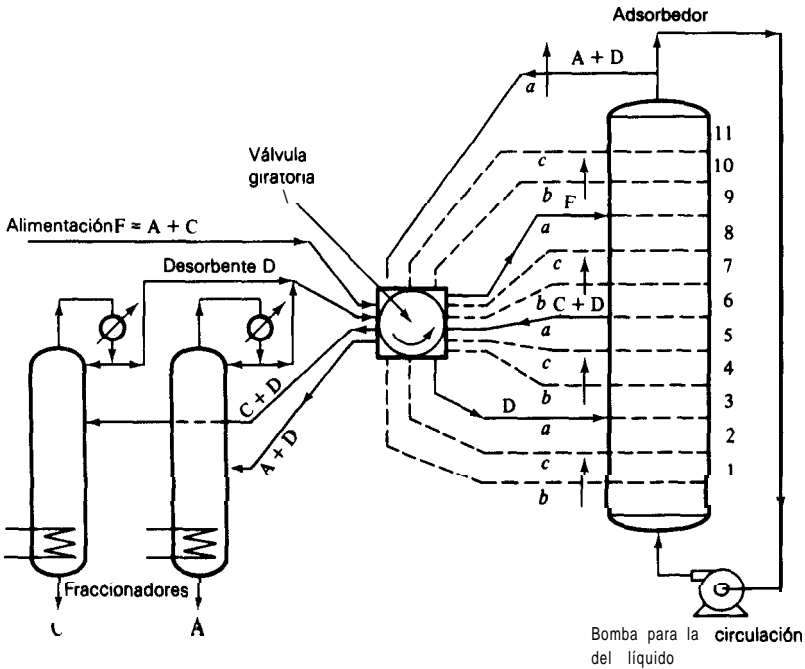 Adsorbedor
A + D
a
11
c
10
b
9
F
a
8
c
7
b
6
C + D
a
5
c
4
b
3
D
a
2
c
1
b
Válvula
giratoria
Alimentación F = A + C
Desorbente D
C + D
A + D
Fraccionadores
A
Bomba para la circulación
del líquido